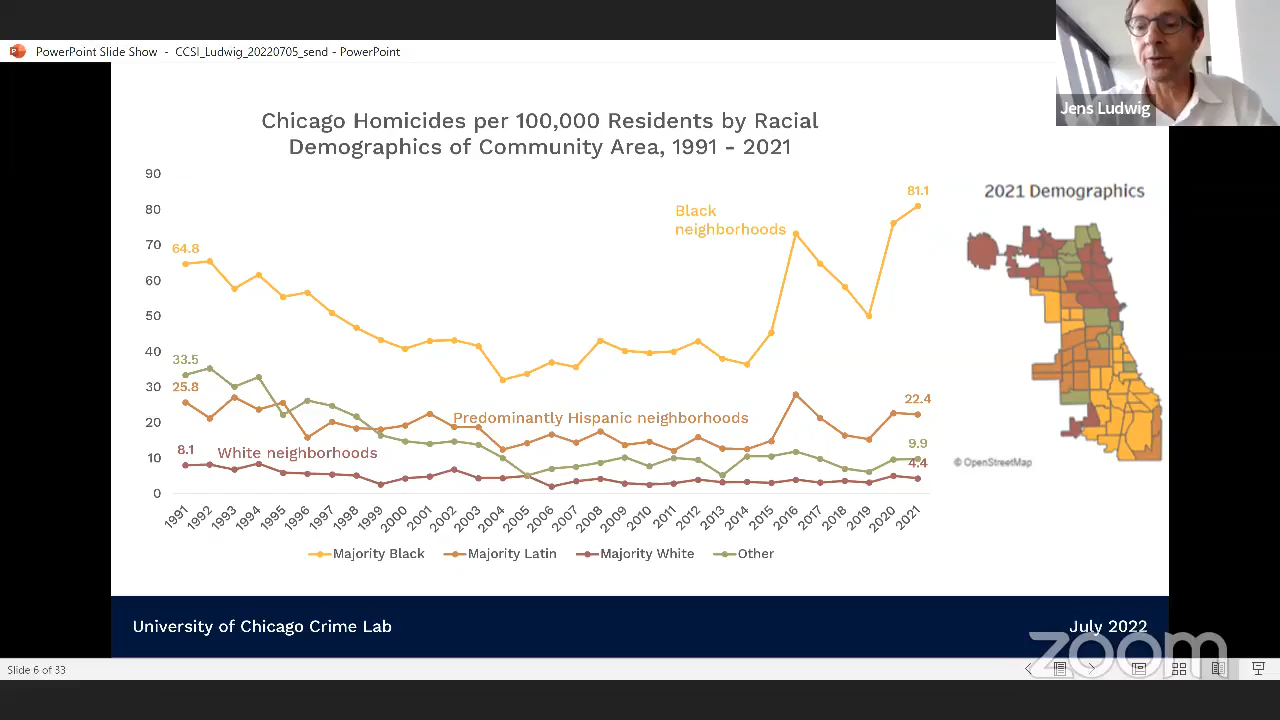 PowerPoint Slide Show - CCSI_Ludwig_20220705_send - PowerPoint
Jens Ludwig
Chicago Homicides per 100,000 Residents by Racial
Demographics of Community Area, 1991 - 2021
90
80
70
60
50
40
30
20
10
0
64.8
33.5
25.8
8.1
White neighborhoods
Predominantly Hispanic neighborhoods
Black
neighborhoods
81.1
22.4
9.9
4.4
1991 1992 1993 1994 1995 1996 1997 1998 1999 2000 2001 2002 2003 2004 2005 2006 2007 2008 2009 2010 2011 2012 2013 2014 2015 2016 2017 2018 2019 2020 2021
Majority Black Majority Latin Majority White Other
2021 Demographics
© OpenStreetMap
University of Chicago Crime Lab
July 2022
zoom
Slide 6 of 33